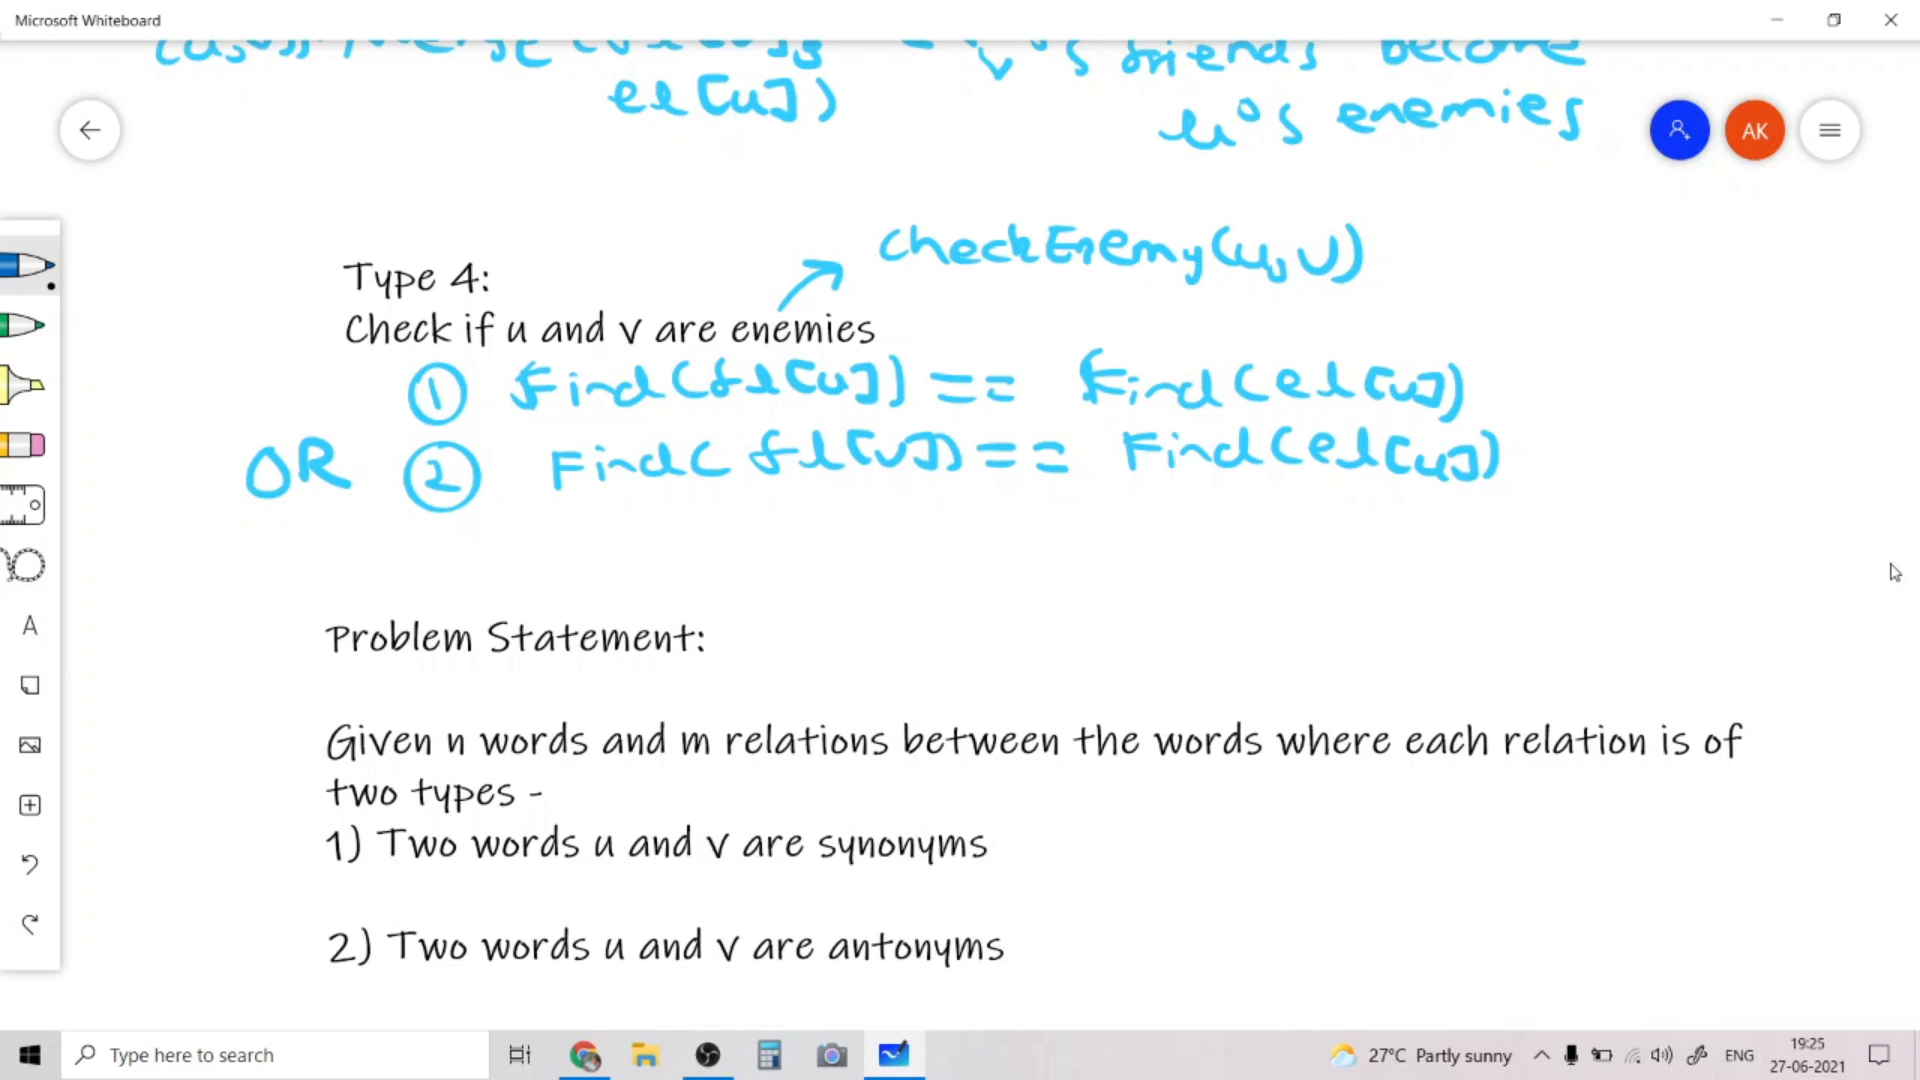 Microsoft Whiteboard
friends become
el[u])
u's enemies
AK
checkEnemy(u, v)
Type 4:
Check if u and v are enemies
1 Find(fl[u]) == Find(el[v])
OR 2 Find(fl[v]) == Find(el[u])
Problem Statement:
Given n words and m relations between the words where each relation is of
two types -
1) Two words u and v are synonyms
2) Two words u and v are antonyms
A
Type here to search
27°C Partly sunny
ENG
19:25
27-06-2021